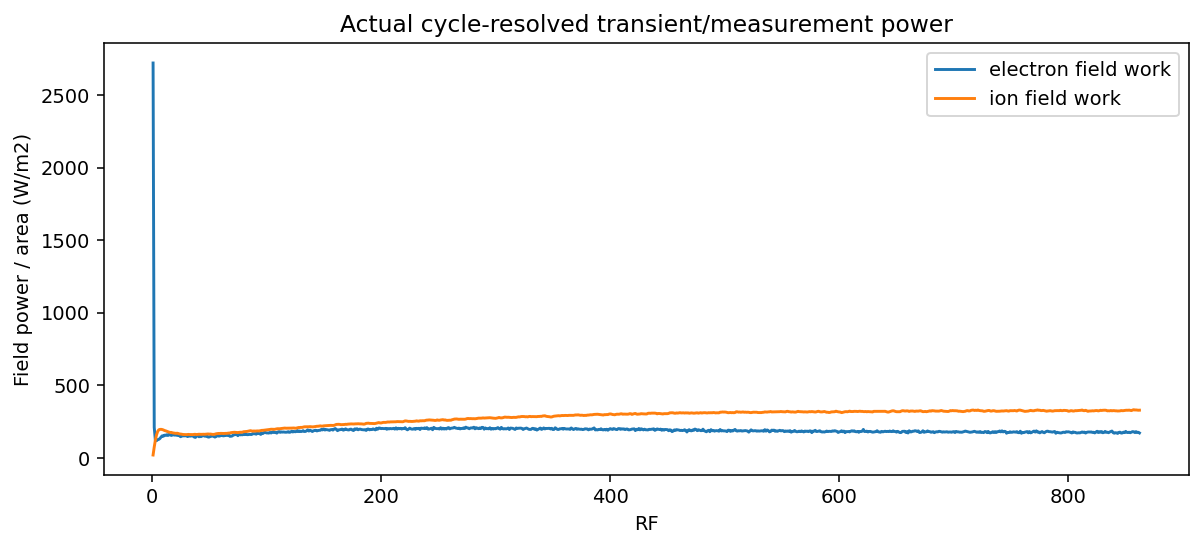 Actual cycle-resolved transient/measurement power
electron field work
ion field work
Field power / area (W/m2)
2500
2000
1500
1000
500
0
0 200 400 600 800
RF